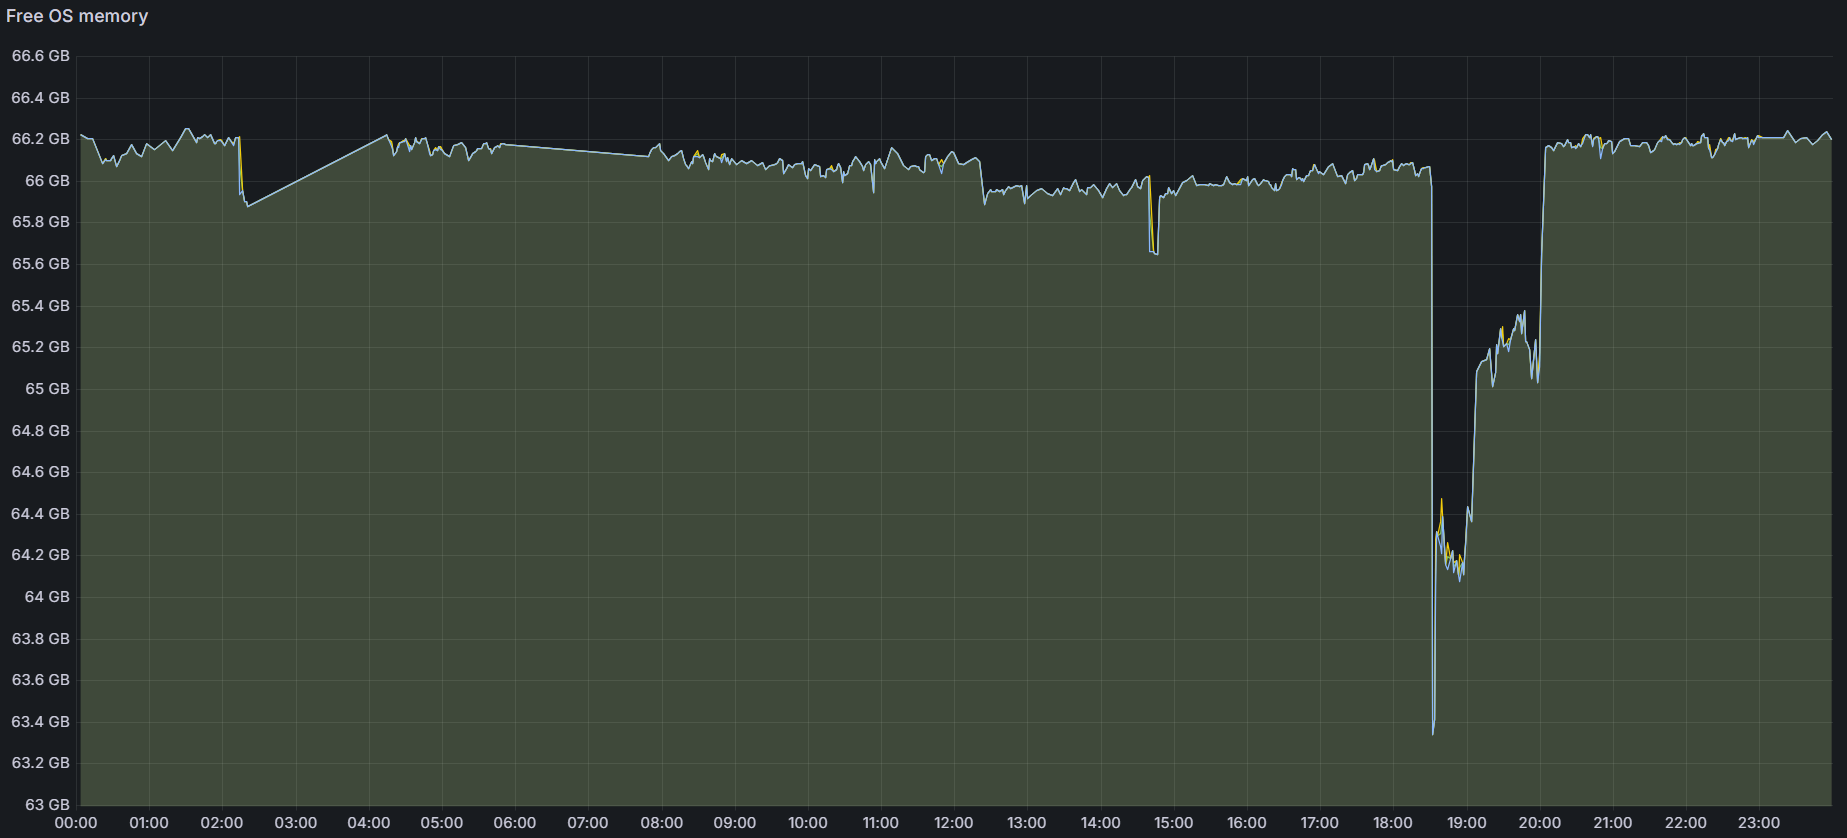 Free OS memory
66.6 GB
66.4 GB
66.2 GB
66 GB
65.8 GB
65.6 GB
65.4 GB
65.2 GB
65 GB
64.8 GB
64.6 GB
64.4 GB
64.2 GB
64 GB
63.8 GB
63.6 GB
63.4 GB
63.2 GB
63 GB
00:00 01:00 02:00 03:00 04:00 05:00 06:00 07:00 08:00 09:00 10:00 11:00 12:00 13:00 14:00 15:00 16:00 17:00 18:00 19:00 20:00 21:00 22:00 23:00